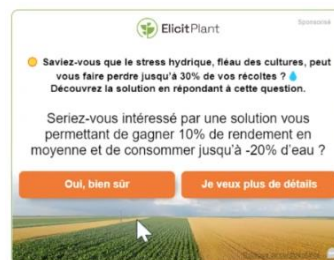 Sponsorisé
ElicitPlant
Saviez-vous que le stress hydrique, fléau des cultures, peut
vous faire perdre jusqu'à 30% de vos récoltes ?
Découvrez la solution en répondant à cette question.
Seriez-vous intéressé par une solution vous
permettant de gagner 10% de rendement en
moyenne et de consommer jusqu'à -20% d'eau ?
Oui, bien sûr
Je veux plus de détails